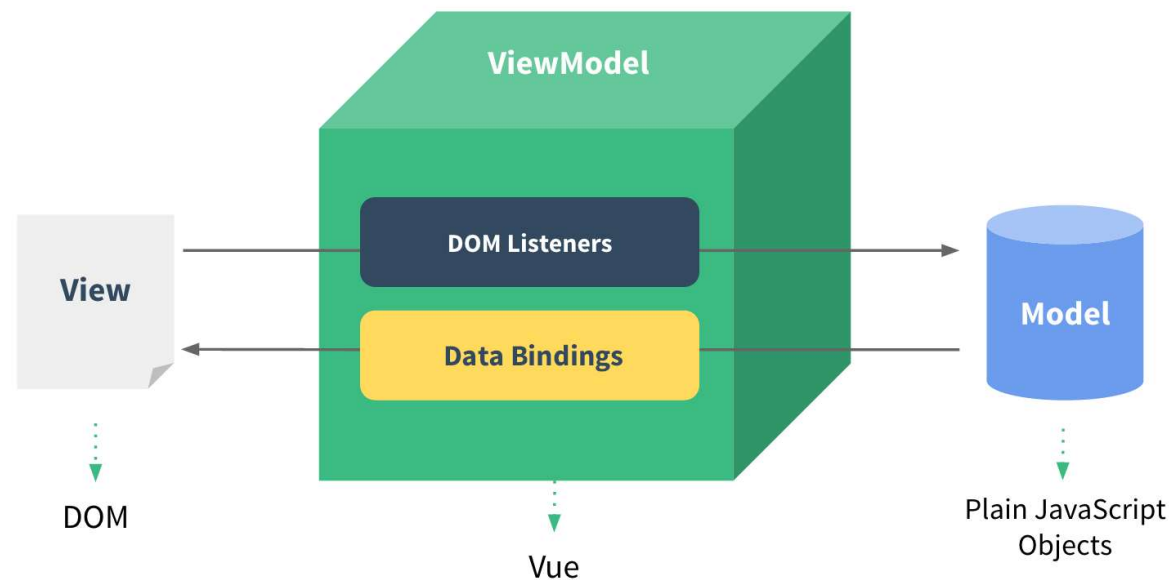 ViewModel
DOM Listeners
View
Data Bindings
Model
DOM
Vue
Plain JavaScript
Objects